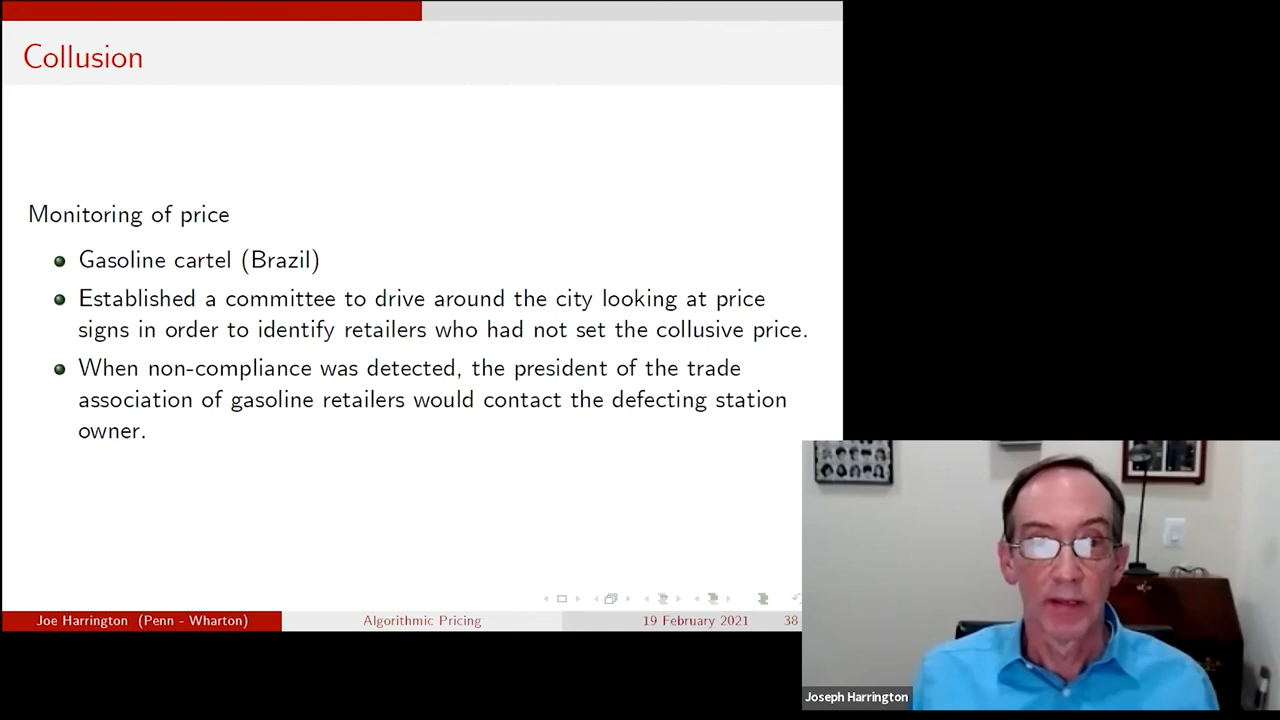 Collusion
Monitoring of price
Gasoline cartel (Brazil)
Established a committee to drive around the city looking at price
signs in order to identify retailers who had not set the collusive price.
When non-compliance was detected, the president of the trade
association of gasoline retailers would contact the defecting station
owner.
Joe Harrington (Penn - Wharton) Algorithmic Pricing 19 February 2021 38
Joseph Harrington